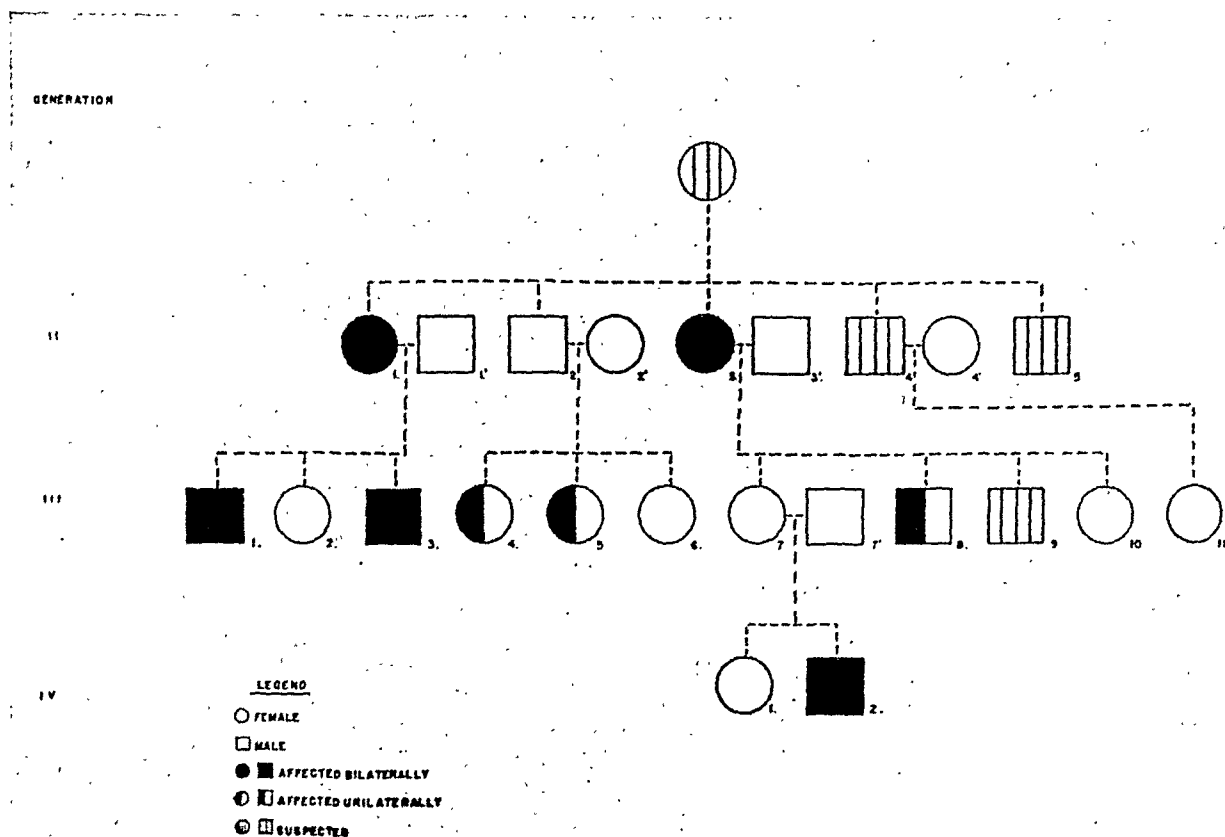 GENERATION
II
1. 1' 2 2' 3. 3'. 4 4' 5
III
1. 2. 3. 4. 5 6. 7 7' 8. 9 10 11
IV
1. 2.
LEGEND
FEMALE
MALE
AFFECTED BILATERALLY
AFFECTED UNILATERALLY
SUSPECTED